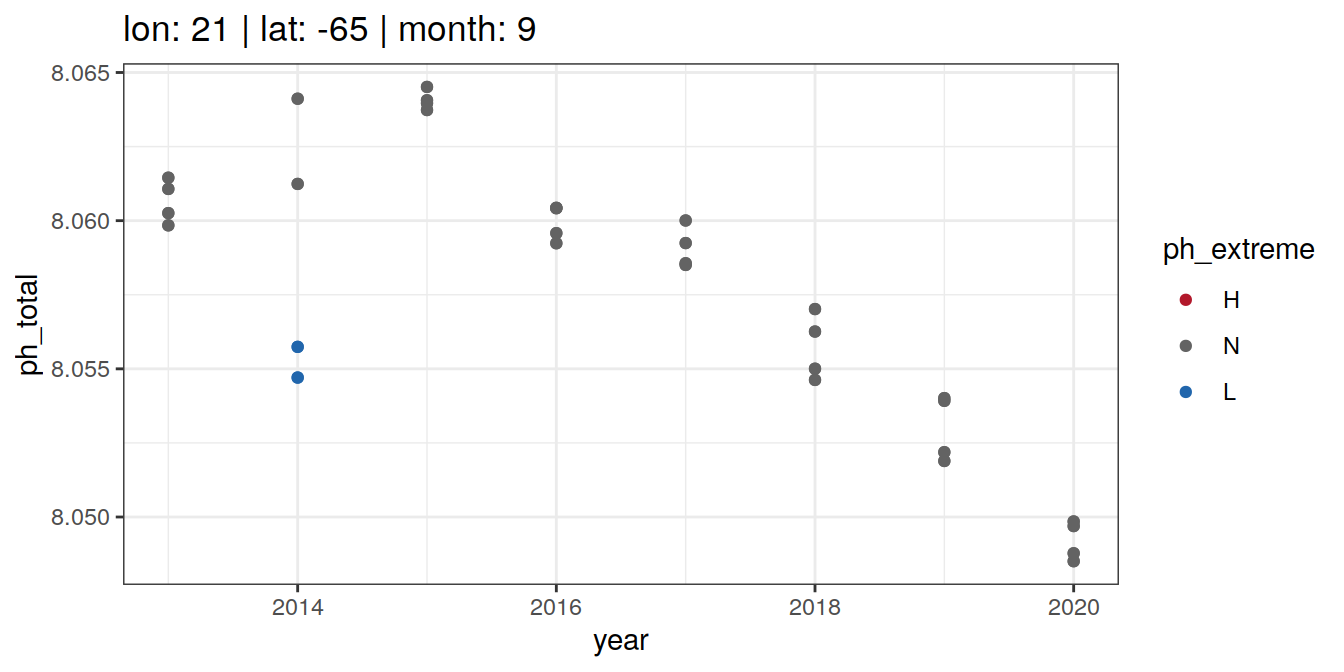 lon: 21 | lat: -65 | month: 9
8.065
8.060
8.055
8.050
ph_total
2014
2016
2018
2020
year
ph_extreme
H
N
L